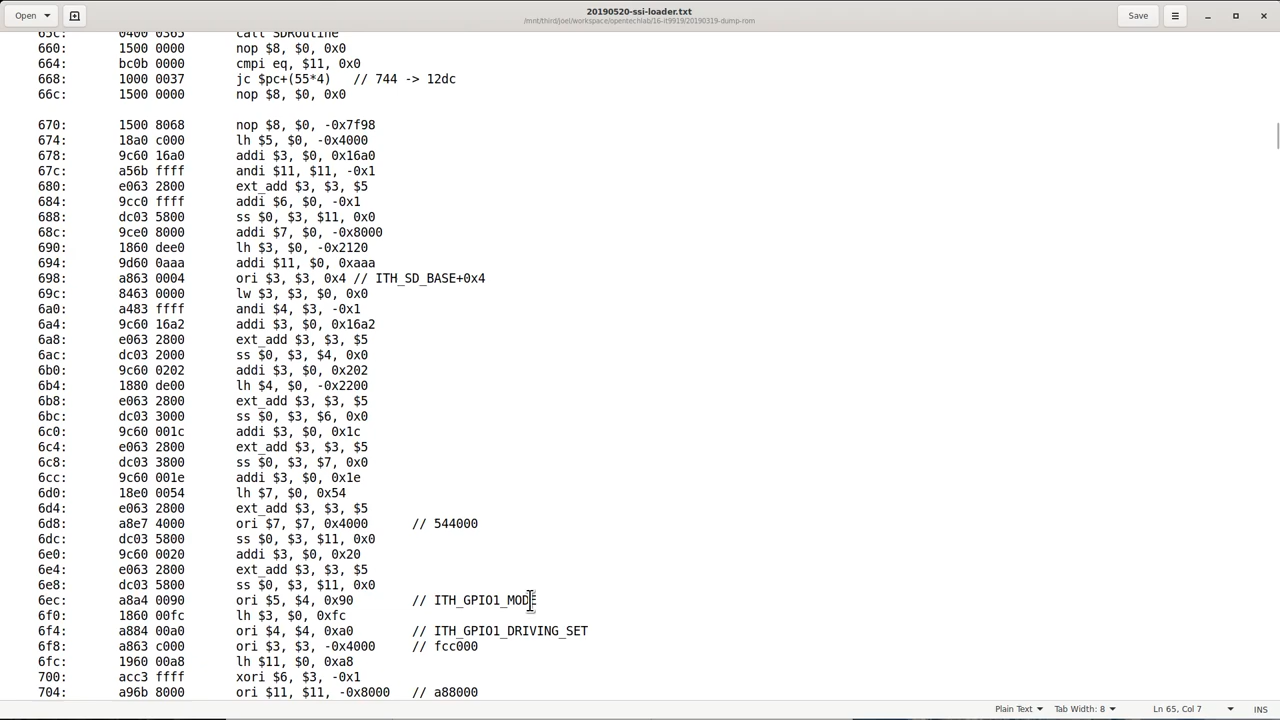 20190520-ssi-loader.txt
/mnt/third/joel/workspace/opentechlab/16-it9919/20190319-dump-rom
Open
Save
65c: 0400 0365 call SDRoutine
660: 1500 0000 nop $8, $0, 0x0
664: bc0b 0000 cmpi eq, $11, 0x0
668: 1000 0037 jc $pc+(55*4) // 744 -> 12dc
66c: 1500 0000 nop $8, $0, 0x0
670: 1500 8068 nop $8, $0, -0x7f98
674: 18a0 c000 lh $5, $0, -0x4000
678: 9c60 16a0 addi $3, $0, 0x16a0
67c: a56b ffff andi $11, $11, -0x1
680: e063 2800 ext_add $3, $3, $5
684: 9cc0 ffff addi $6, $0, -0x1
688: dc03 5800 ss $0, $3, $11, 0x0
68c: 9ce0 8000 addi $7, $0, -0x8000
690: 1860 dee0 lh $3, $0, -0x2120
694: 9d60 0aaa addi $11, $0, 0xaaa
698: a863 0004 ori $3, $3, 0x4 // ITH_SD_BASE+0x4
69c: 8463 0000 lw $3, $3, $0, 0x0
6a0: a483 ffff andi $4, $3, -0x1
6a4: 9c60 16a2 addi $3, $0, 0x16a2
6a8: e063 2800 ext_add $3, $3, $5
6ac: dc03 2000 ss $0, $3, $4, 0x0
6b0: 9c60 0202 addi $3, $0, 0x202
6b4: 1880 de00 lh $4, $0, -0x2200
6b8: e063 2800 ext_add $3, $3, $5
6bc: dc03 3000 ss $0, $3, $6, 0x0
6c0: 9c60 001c addi $3, $0, 0x1c
6c4: e063 2800 ext_add $3, $3, $5
6c8: dc03 3800 ss $0, $3, $7, 0x0
6cc: 9c60 001e addi $3, $0, 0x1e
6d0: 18e0 0054 lh $7, $0, 0x54
6d4: e063 2800 ext_add $3, $3, $5
6d8: a8e7 4000 ori $7, $7, 0x4000 // 544000
6dc: dc03 5800 ss $0, $3, $11, 0x0
6e0: 9c60 0020 addi $3, $0, 0x20
6e4: e063 2800 ext_add $3, $3, $5
6e8: dc03 5800 ss $0, $3, $11, 0x0
6ec: a8a4 0090 ori $5, $4, 0x90 // ITH_GPIO1_MODE
6f0: 1860 00fc lh $3, $0, 0xfc
6f4: a884 00a0 ori $4, $4, 0xa0 // ITH_GPIO1_DRIVING_SET
6f8: a863 c000 ori $3, $3, -0x4000 // fcc000
6fc: 1960 00a8 lh $11, $0, 0xa8
700: acc3 ffff xori $6, $3, -0x1
704: a96b 8000 ori $11, $11, -0x8000 // a88000
Plain Text Tab Width: 8 Ln 65, Col 7 INS